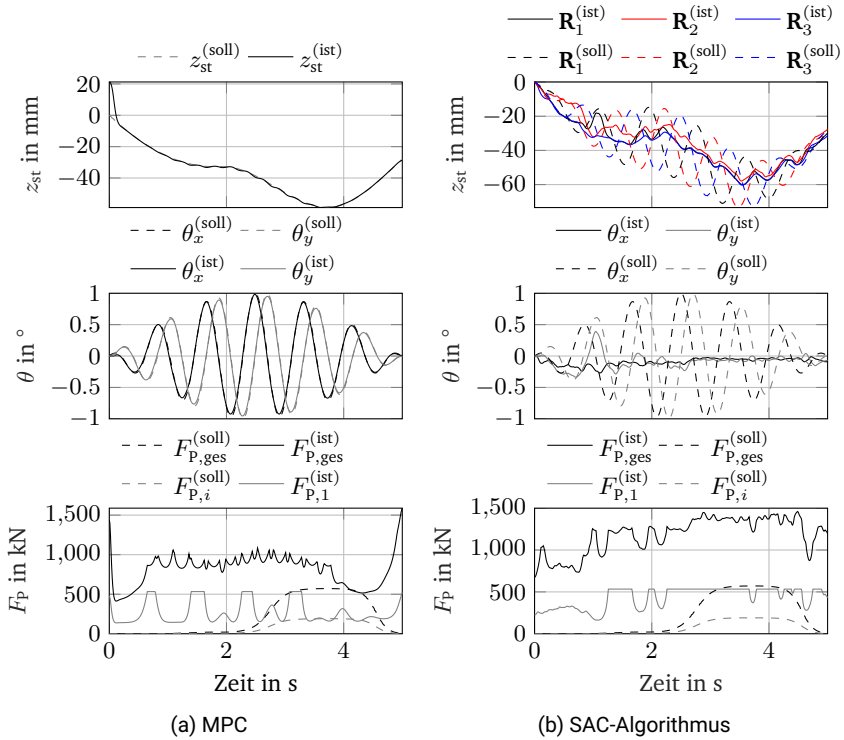 z_st^(soll) z_st^(ist)
20
0
−20
−40
z_st in mm
θ_x^(soll) θ_y^(soll)
θ_x^(ist) θ_y^(ist)
1
0.5
0
−0.5
−1
θ in °
F_P,ges^(soll) F_P,ges^(ist)
F_P,i^(soll) F_P,1^(ist)
1,500
1,000
500
0
F_P in kN
0 2 4
Zeit in s
(a) MPC
R_1^(ist) R_2^(ist) R_3^(ist)
R_1^(soll) R_2^(soll) R_3^(soll)
0
−20
−40
−60
z_st in mm
θ_x^(ist) θ_y^(ist)
θ_x^(soll) θ_y^(soll)
1
0.5
0
−0.5
−1
θ in °
F_P,ges^(ist) F_P,ges^(soll)
F_P,1^(ist) F_P,i^(soll)
1,500
1,000
500
0
F_P in kN
0 2 4
Zeit in s
(b) SAC-Algorithmus